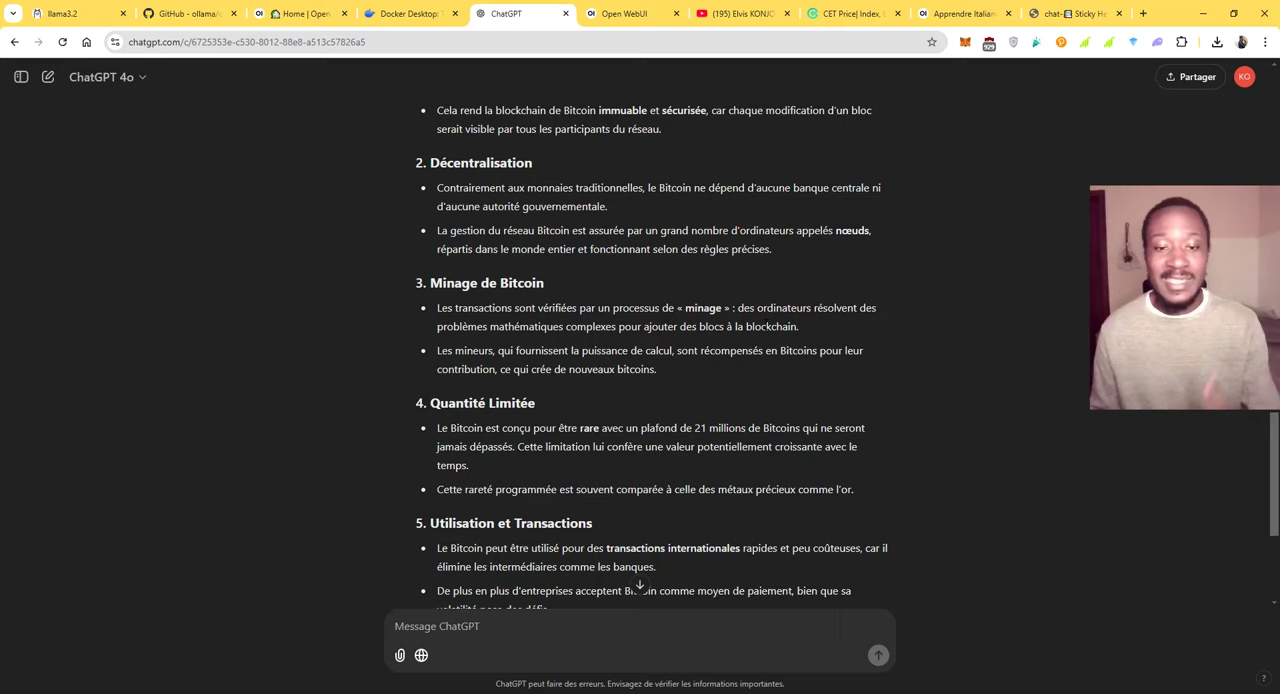 llama3.2
GitHub - ollama/o
Home | Open
Docker Desktop: T
ChatGPT
Open WebUI
(195) Elvis KONJO
CET Price| Index, L
Apprendre Italian
chat- Sticky He
chatgpt.com/c/6725353e-c530-8012-88e8-a513c57826a5
929
ChatGPT 4o
Partager
KO
Cela rend la blockchain de Bitcoin immuable et sécurisée, car chaque modification d'un bloc
serait visible par tous les participants du réseau.
2. Décentralisation
Contrairement aux monnaies traditionnelles, le Bitcoin ne dépend d'aucune banque centrale ni
d'aucune autorité gouvernementale.
La gestion du réseau Bitcoin est assurée par un grand nombre d'ordinateurs appelés nœuds,
répartis dans le monde entier et fonctionnant selon des règles précises.
3. Minage de Bitcoin
Les transactions sont vérifiées par un processus de « minage » : des ordinateurs résolvent des
problèmes mathématiques complexes pour ajouter des blocs à la blockchain.
Les mineurs, qui fournissent la puissance de calcul, sont récompensés en Bitcoins pour leur
contribution, ce qui crée de nouveaux bitcoins.
4. Quantité Limitée
Le Bitcoin est conçu pour être rare avec un plafond de 21 millions de Bitcoins qui ne seront
jamais dépassés. Cette limitation lui confère une valeur potentiellement croissante avec le
temps.
Cette rareté programmée est souvent comparée à celle des métaux précieux comme l'or.
5. Utilisation et Transactions
Le Bitcoin peut être utilisé pour des transactions internationales rapides et peu coûteuses, car il
élimine les intermédiaires comme les banques.
De plus en plus d'entreprises acceptent Bitcoin comme moyen de paiement, bien que sa
volatilité pose des défis.
Message ChatGPT
ChatGPT peut faire des erreurs. Envisagez de vérifier les informations importantes.
?